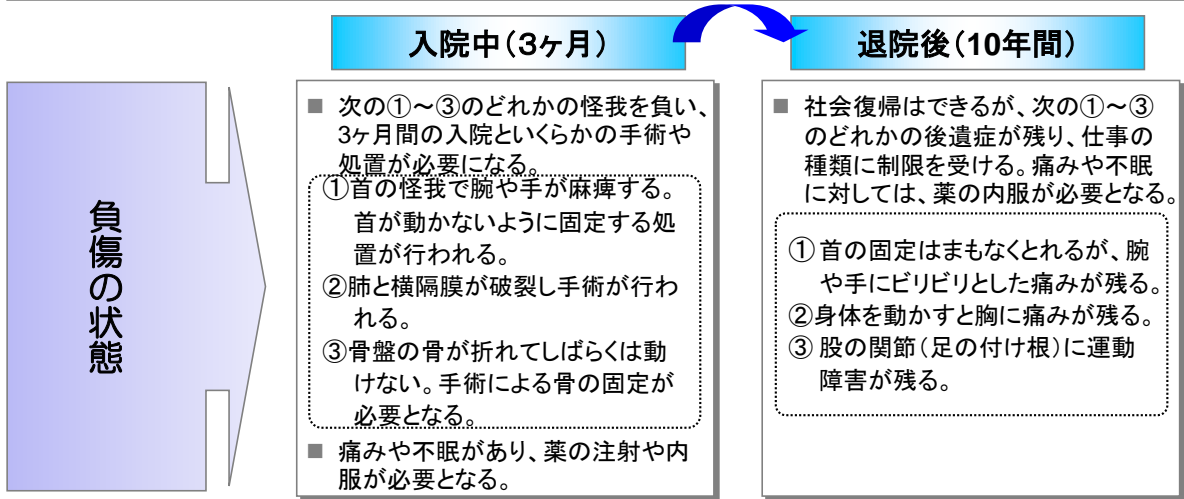 入院中(3ヶ月)
退院後(10年間)
負傷の状態
■ 次の①～③のどれかの怪我を負い、
3ヶ月間の入院といくらかの手術や
処置が必要になる。
①首の怪我で腕や手が麻痺する。
首が動かないように固定する処
置が行われる。
②肺と横隔膜が破裂し手術が行わ
れる。
③骨盤の骨が折れてしばらくは動
けない。手術による骨の固定が
必要となる。
■ 痛みや不眠があり、薬の注射や内
服が必要となる。
■ 社会復帰はできるが、次の①～③
のどれかの後遺症が残り、仕事の
種類に制限を受ける。痛みや不眠
に対しては、薬の内服が必要となる。
① 首の固定はまもなくとれるが、腕
や手にビリビリとした痛みが残る。
②身体を動かすと胸に痛みが残る。
③ 股の関節(足の付け根)に運動
障害が残る。